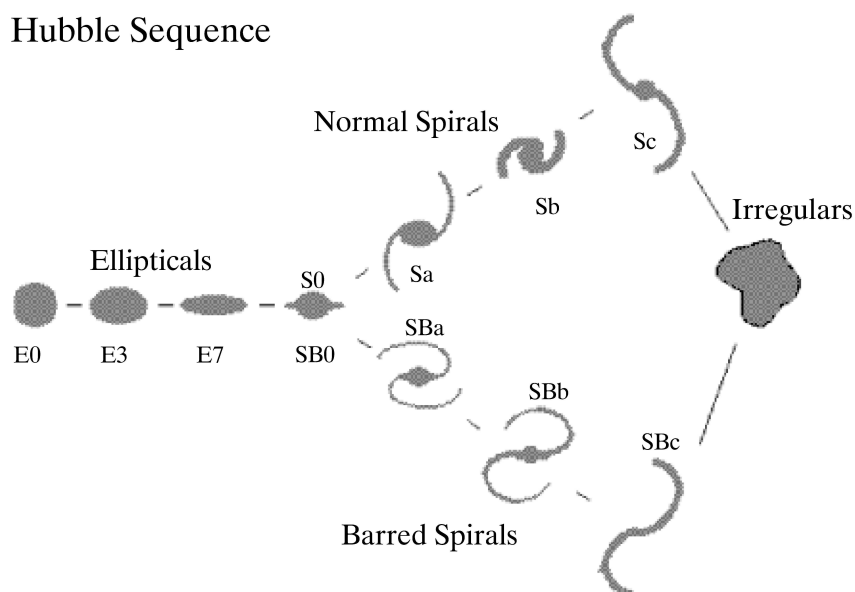 Hubble Sequence
Normal Spirals
Sc
Sb
Irregulars
Ellipticals
S0
Sa
E0
E3
E7
SB0
SBa
SBb
SBc
Barred Spirals